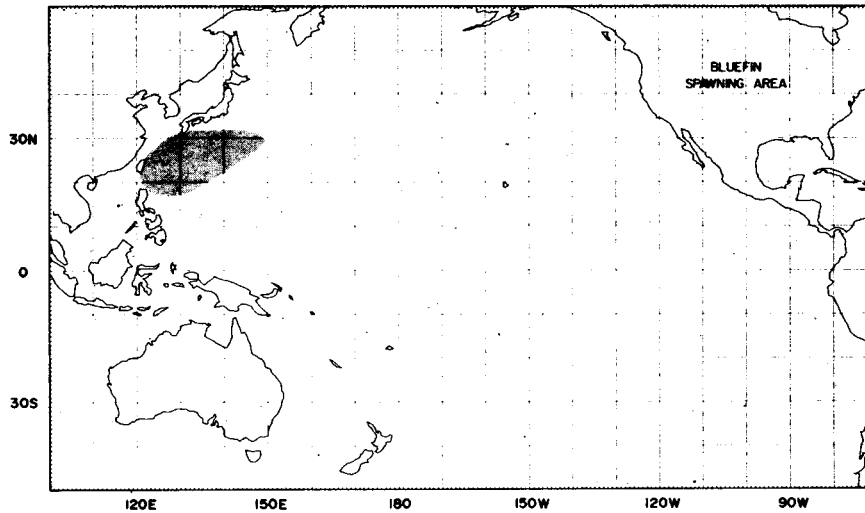 BLUEFIN
SPAWNING AREA
30N
0
30S
120E 150E 180 150W 120W 90W